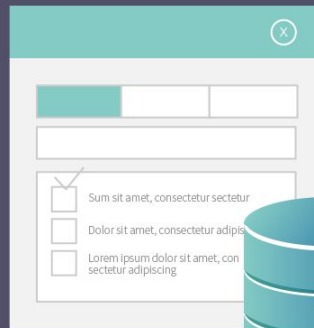 X
Sum sit amet, consectetur sectetur
Dolor sit amet, consectetur adipis
Lorem ipsum dolor sit amet, con
sectetur adipiscing